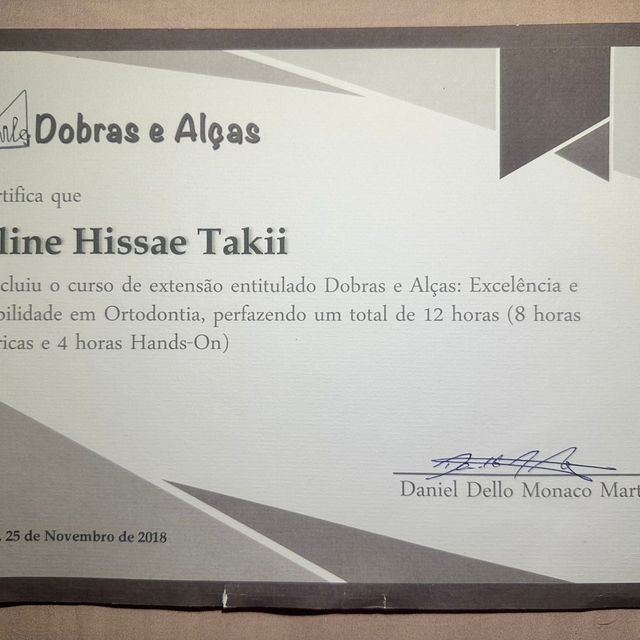 Dobras e Alças
rtifica que
line Hissae Takii
cluiu o curso de extensão entitulado Dobras e Alças: Excelência e
bilidade em Ortodontia, perfazendo um total de 12 horas (8 horas
ricas e 4 horas Hands-On)
Daniel Dello Monaco Mart
, 25 de Novembro de 2018